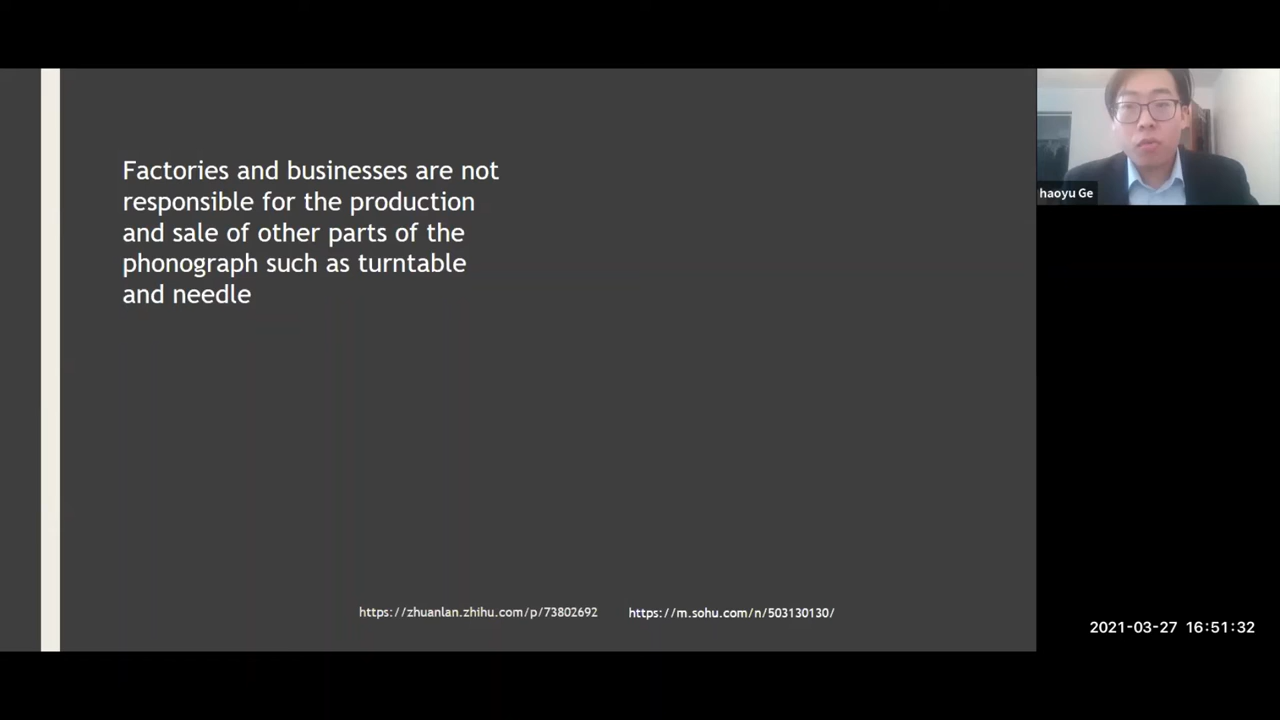 Factories and businesses are not
responsible for the production
and sale of other parts of the
phonograph such as turntable
and needle
haoyu Ge
https://zhuanlan.zhihu.com/p/73802692 https://m.sohu.com/n/503130130/
2021-03-27 16:51:32